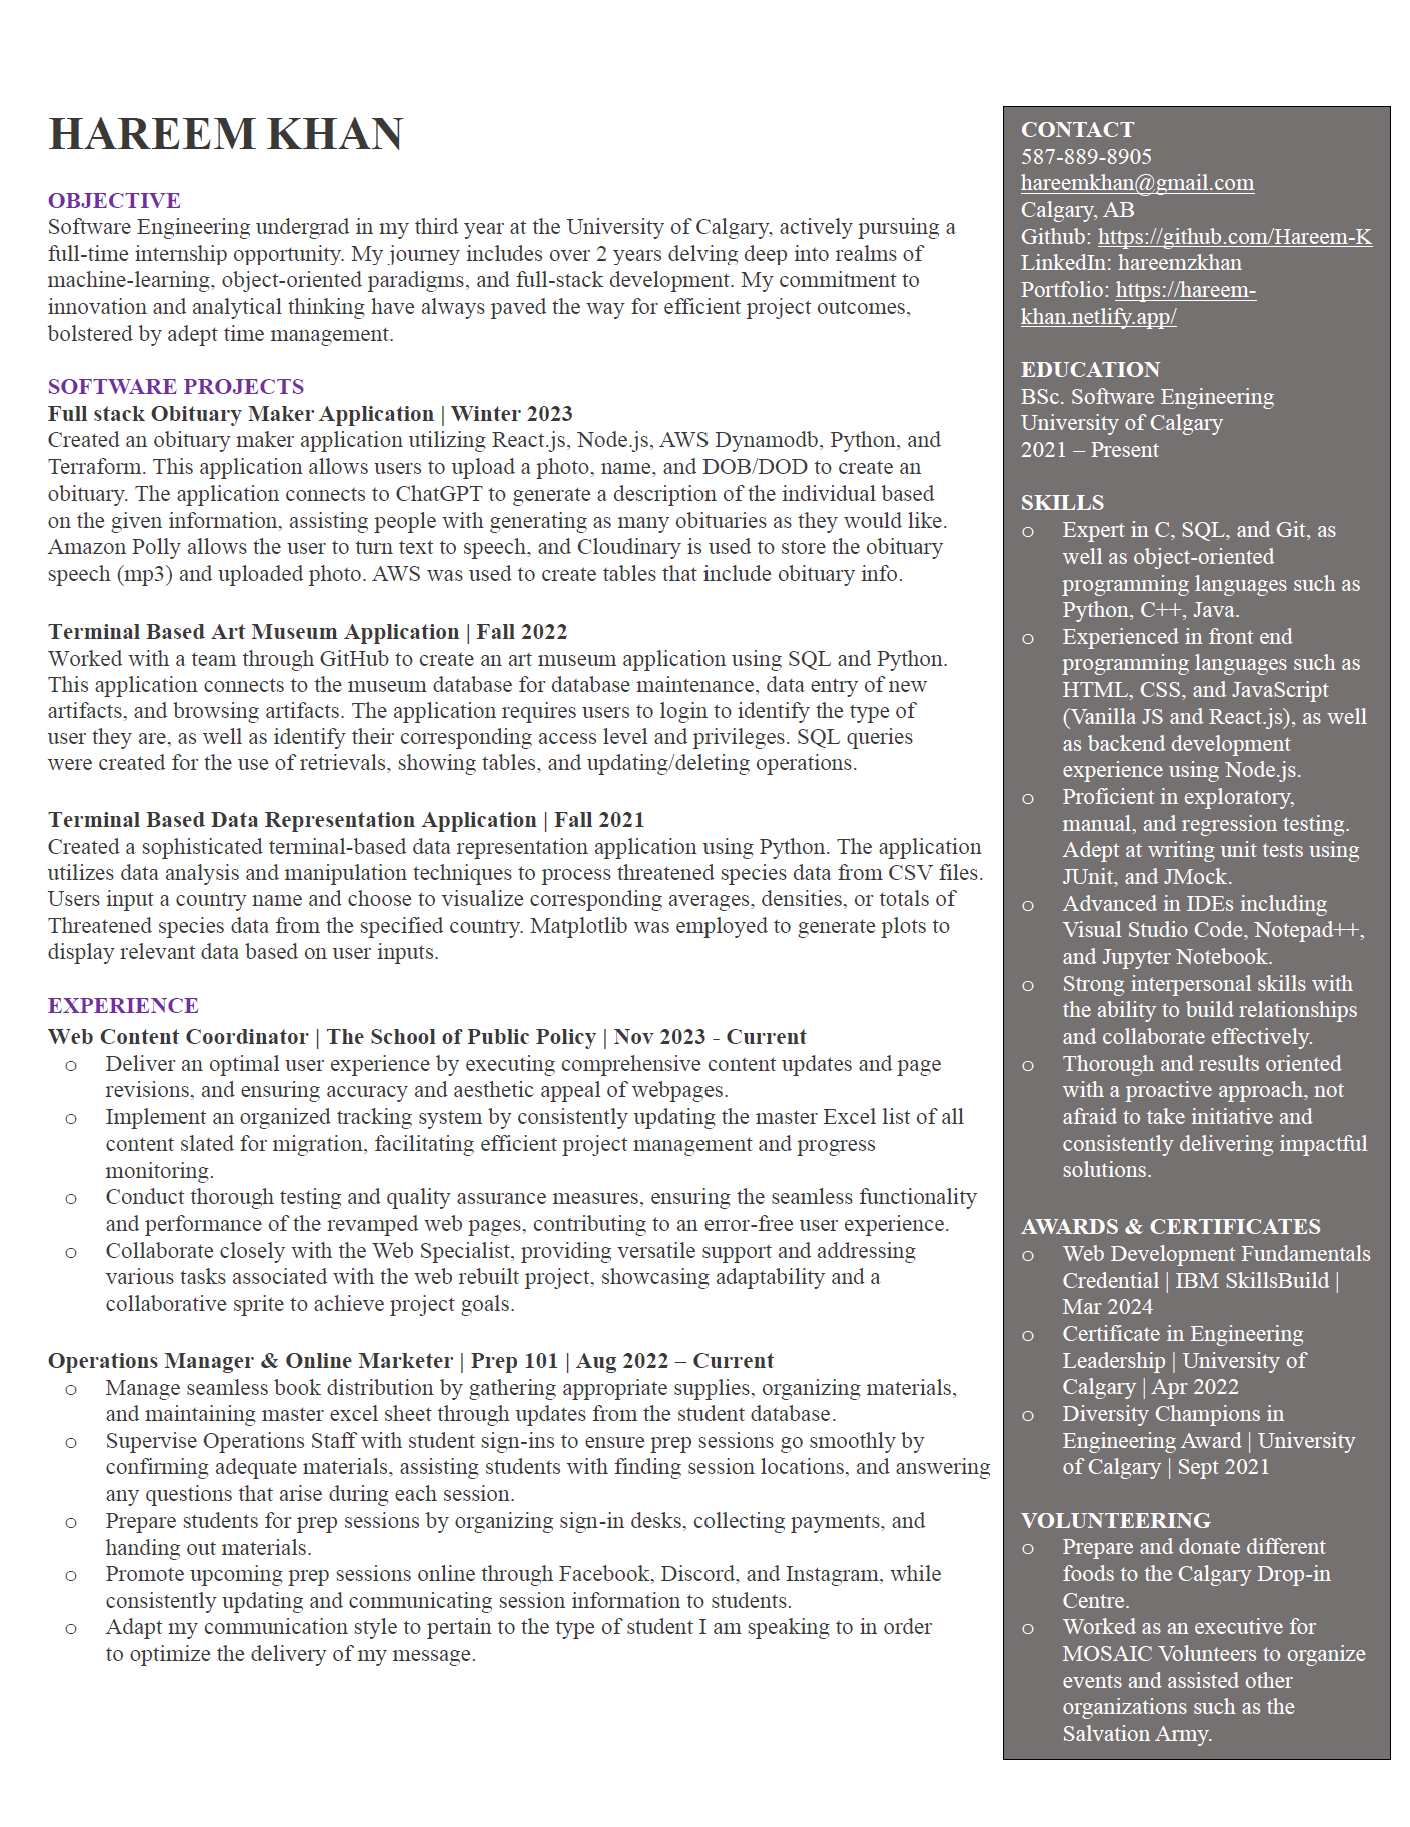 HAREEM KHAN
OBJECTIVE
Software Engineering undergrad in my third year at the University of Calgary, actively pursuing a
full-time internship opportunity. My journey includes over 2 years delving deep into realms of
machine-learning, object-oriented paradigms, and full-stack development. My commitment to
innovation and analytical thinking have always paved the way for efficient project outcomes,
bolstered by adept time management.
SOFTWARE PROJECTS
Full stack Obituary Maker Application | Winter 2023
Created an obituary maker application utilizing React.js, Node.js, AWS Dynamodb, Python, and
Terraform. This application allows users to upload a photo, name, and DOB/DOD to create an
obituary. The application connects to ChatGPT to generate a description of the individual based
on the given information, assisting people with generating as many obituaries as they would like.
Amazon Polly allows the user to turn text to speech, and Cloudinary is used to store the obituary
speech (mp3) and uploaded photo. AWS was used to create tables that include obituary info.
Terminal Based Art Museum Application | Fall 2022
Worked with a team through GitHub to create an art museum application using SQL and Python.
This application connects to the museum database for database maintenance, data entry of new
artifacts, and browsing artifacts. The application requires users to login to identify the type of
user they are, as well as identify their corresponding access level and privileges. SQL queries
were created for the use of retrievals, showing tables, and updating/deleting operations.
Terminal Based Data Representation Application | Fall 2021
Created a sophisticated terminal-based data representation application using Python. The application
utilizes data analysis and manipulation techniques to process threatened species data from CSV files.
Users input a country name and choose to visualize corresponding averages, densities, or totals of
Threatened species data from the specified country. Matplotlib was employed to generate plots to
display relevant data based on user inputs.
EXPERIENCE
Web Content Coordinator | The School of Public Policy | Nov 2023 - Current
o Deliver an optimal user experience by executing comprehensive content updates and page
revisions, and ensuring accuracy and aesthetic appeal of webpages.
o Implement an organized tracking system by consistently updating the master Excel list of all
content slated for migration, facilitating efficient project management and progress
monitoring.
o Conduct thorough testing and quality assurance measures, ensuring the seamless functionality
and performance of the revamped web pages, contributing to an error-free user experience.
o Collaborate closely with the Web Specialist, providing versatile support and addressing
various tasks associated with the web rebuilt project, showcasing adaptability and a
collaborative sprite to achieve project goals.
Operations Manager & Online Marketer | Prep 101 | Aug 2022 – Current
o Manage seamless book distribution by gathering appropriate supplies, organizing materials,
and maintaining master excel sheet through updates from the student database.
o Supervise Operations Staff with student sign-ins to ensure prep sessions go smoothly by
confirming adequate materials, assisting students with finding session locations, and answering
any questions that arise during each session.
o Prepare students for prep sessions by organizing sign-in desks, collecting payments, and
handing out materials.
o Promote upcoming prep sessions online through Facebook, Discord, and Instagram, while
consistently updating and communicating session information to students.
o Adapt my communication style to pertain to the type of student I am speaking to in order
to optimize the delivery of my message.
CONTACT
587-889-8905
hareemkhan@gmail.com
Calgary, AB
Github: https://github.com/Hareem-K
LinkedIn: hareemzkhan
Portfolio: https://hareem-
khan.netlify.app/
EDUCATION
BSc. Software Engineering
University of Calgary
2021 – Present
SKILLS
o Expert in C, SQL, and Git, as
well as object-oriented
programming languages such as
Python, C++, Java.
o Experienced in front end
programming languages such as
HTML, CSS, and JavaScript
(Vanilla JS and React.js), as well
as backend development
experience using Node.js.
o Proficient in exploratory,
manual, and regression testing.
Adept at writing unit tests using
JUnit, and JMock.
o Advanced in IDEs including
Visual Studio Code, Notepad++,
and Jupyter Notebook.
o Strong interpersonal skills with
the ability to build relationships
and collaborate effectively.
o Thorough and results oriented
with a proactive approach, not
afraid to take initiative and
consistently delivering impactful
solutions.
AWARDS & CERTIFICATES
o Web Development Fundamentals
Credential | IBM SkillsBuild |
Mar 2024
o Certificate in Engineering
Leadership | University of
Calgary | Apr 2022
o Diversity Champions in
Engineering Award | University
of Calgary | Sept 2021
VOLUNTEERING
o Prepare and donate different
foods to the Calgary Drop-in
Centre.
o Worked as an executive for
MOSAIC Volunteers to organize
events and assisted other
organizations such as the
Salvation Army.